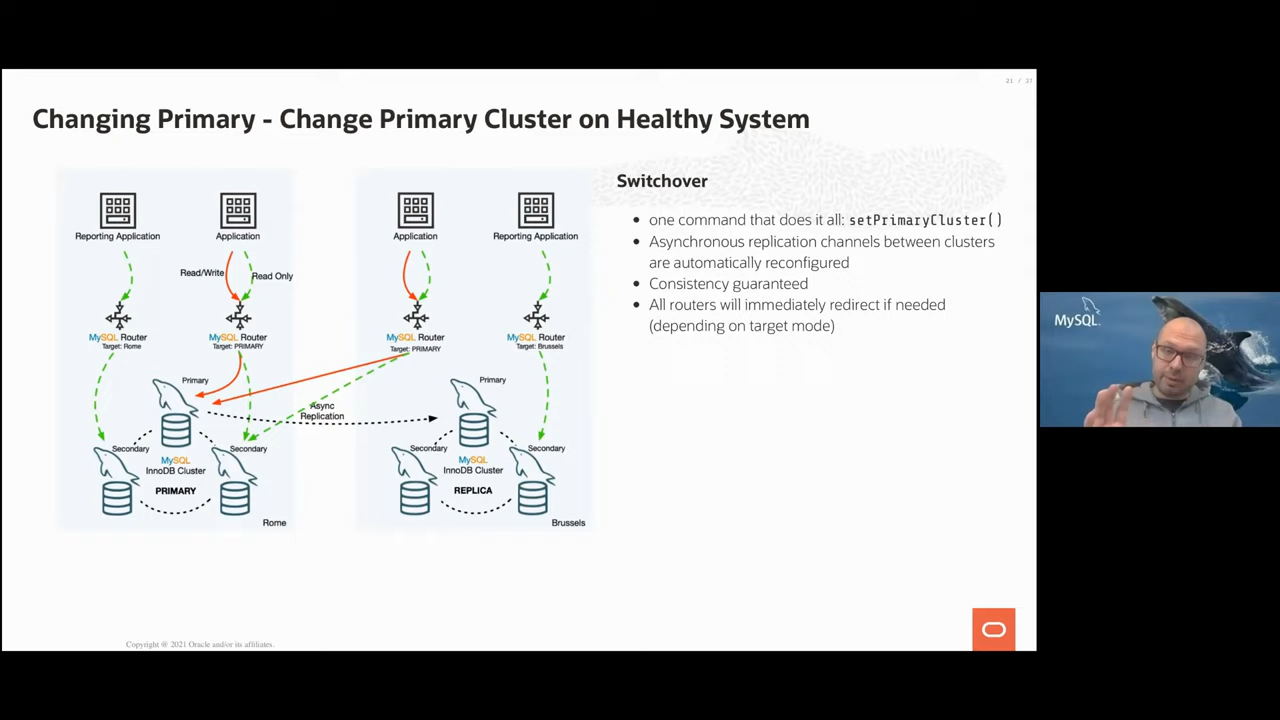 21 / 37
Changing Primary - Change Primary Cluster on Healthy System
Reporting Application
Application
Read/Write
Read Only
MySQL Router
Target: Rome
MySQL Router
Target: PRIMARY
Primary
Secondary
Secondary
MySQL
InnoDB Cluster
PRIMARY
Rome
Async
Replication
Application
Reporting Application
MySQL Router
Target: PRIMARY
MySQL Router
Target: Brussels
Primary
Secondary
Secondary
MySQL
InnoDB Cluster
REPLICA
Brussels
Switchover
one command that does it all: setPrimaryCluster()
Asynchronous replication channels between clusters
are automatically reconfigured
Consistency guaranteed
All routers will immediately redirect if needed
(depending on target mode)
MySQL
Copyright @ 2021 Oracle and/or its affiliates.